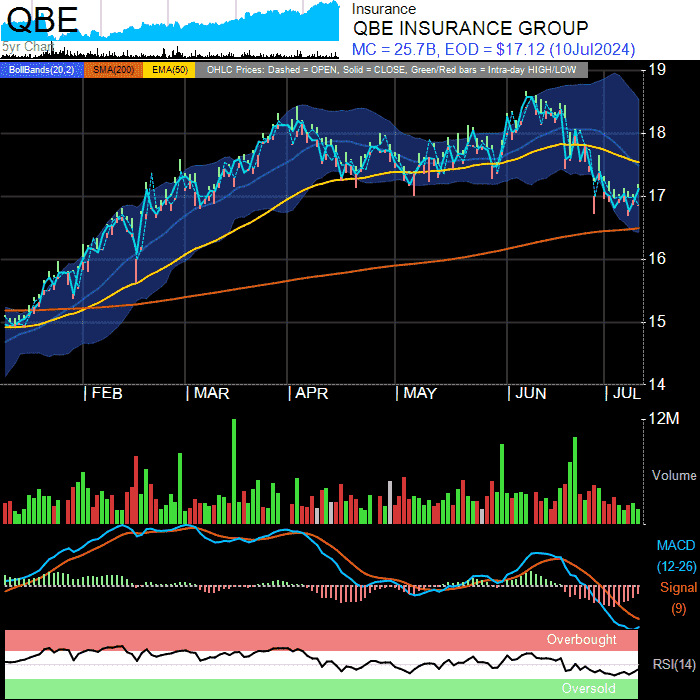 QBE
5yr Chart
Insurance
QBE INSURANCE GROUP
MC = 25.7B, EOD = $17.12 (10Jul2024)
BollBands(20,2) SMA(200) EMA(50) OHLC Prices: Dashed = OPEN, Solid = CLOSE, Green/Red bars = Intra-day HIGH/LOW
19
18
17
16
15
14
FEB MAR APR MAY JUN JUL
12M
Volume
MACD
(12-26)
Signal
(9)
Overbought
RSI(14)
Oversold